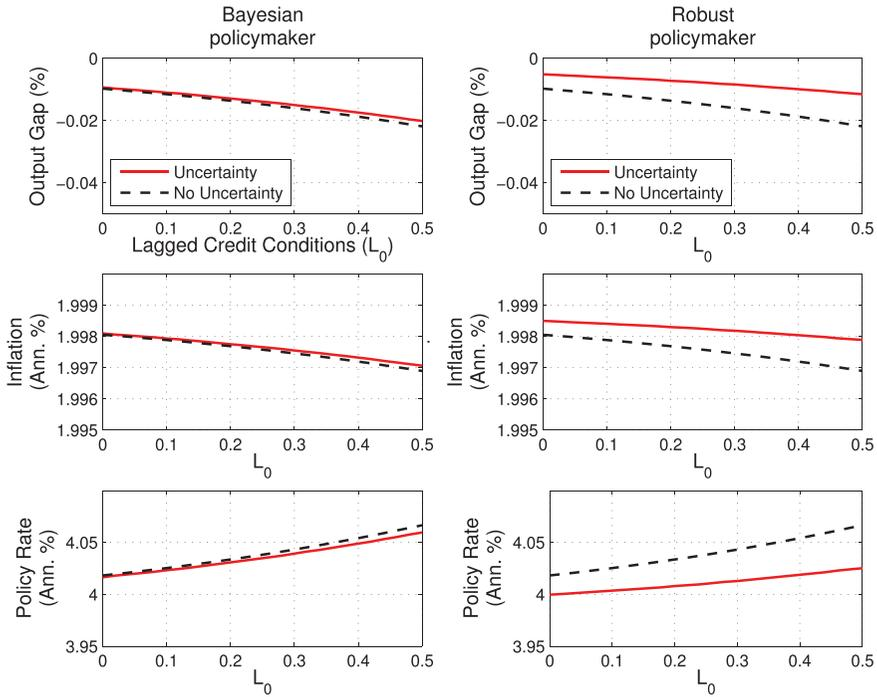 Bayesian
policymaker
Robust
policymaker
Output Gap (%)
0
−0.02
−0.04
Uncertainty
No Uncertainty
0 0.1 0.2 0.3 0.4 0.5
Lagged Credit Conditions (L0)
Output Gap (%)
0
−0.02
−0.04
Uncertainty
No Uncertainty
0 0.1 0.2 0.3 0.4 0.5
L0
Inflation
(Ann. %)
1.999
1.998
1.997
1.996
1.995
0 0.1 0.2 0.3 0.4 0.5
L0
Inflation
(Ann. %)
1.999
1.998
1.997
1.996
1.995
0 0.1 0.2 0.3 0.4 0.5
L0
Policy Rate
(Ann. %)
4.05
4
3.95
0 0.1 0.2 0.3 0.4 0.5
L0
Policy Rate
(Ann. %)
4.05
4
3.95
0 0.1 0.2 0.3 0.4 0.5
L0